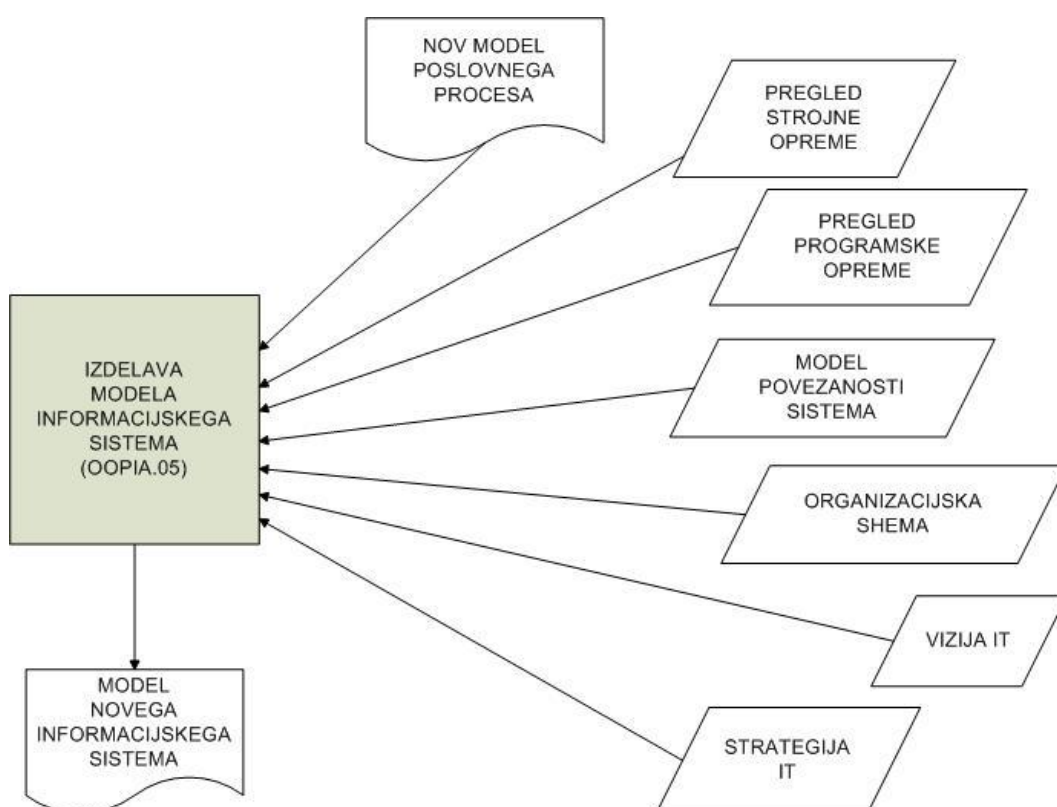 NOV MODEL
POSLOVNEGA
PROCESA
PREGLED
STROJNE
OPREME
PREGLED
PROGRAMSKE
OPREME
IZDELAVA
MODELA
INFORMACIJSKEGA
SISTEMA
(OOPIA.05)
MODEL
POVEZANOSTI
SISTEMA
ORGANIZACIJSKA
SHEMA
VIZIJA IT
STRATEGIJA
IT
MODEL
NOVEGA
INFORMACIJSKEGA
SISTEMA